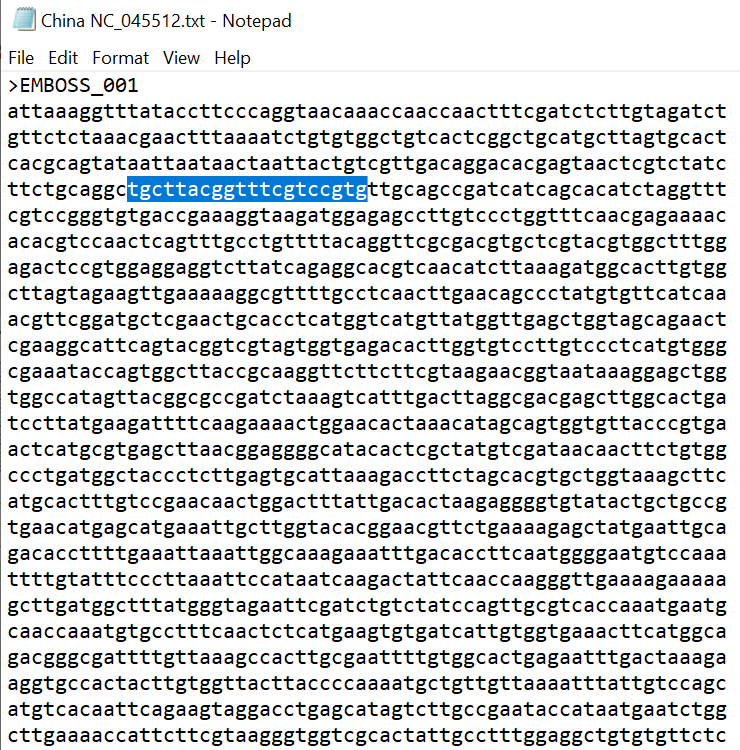 China NC_045512.txt - Notepad
File Edit Format View Help
>EMBOSS_001
attaaaggtttataccttcccaggtaacaaaccaaccaactttcgatctcttgtagatct
gttctctaaacgaactttaaaatctgtgtggctgtcactcggctgcatgcttagtgcact
cacgcagtataattaataactaattactgtcgttgacaggacacgagtaactcgtctatc
ttctgcaggctgcttacggtttcgtccgtgttgcagccgatcatcagcacatctaggttt
cgtccgggtgtgaccgaaaggtaagatggagagccttgtccctggtttcaacgagaaaac
acacgtccaactcagtttgcctgttttacaggttcgcgacgtgctcgtacgtggctttgg
agactccgtggaggaggtcttatcagaggcacgtcaacatcttaaagatggcacttgtgg
cttagtagaagttgaaaaaggcgttttgcctcaacttgaacagccctatgtgttcatcaa
acgttcggatgctcgaactgcacctcatggtcatgttatggttgagctggtagcagaact
cgaaggcattcagtacggtcgtagtggtgagacacttggtgtccttgtccctcatgtggg
cgaaataccagtggcttaccgcaaggttcttcttcgtaagaacggtaataaaggagctgg
tggccatagttacggcgccgatctaaagtcatttgacttaggcgacgagcttggcactga
tccttatgaagattttcaagaaaactggaacactaaacatagcagtggtgttacccgtga
actcatgcgtgagcttaacggaggggcatacactcgctatgtcgataacaacttctgtgg
ccctgatggctaccctcttgagtgcattaaagaccttctagcacgtgctggtaaagcttc
atgcactttgtccgaacaactggactttattgacactaagaggggtgtatactgctgccg
tgaacatgagcatgaaattgcttggtacacggaacgttctgaaaagagctatgaattgca
gacaccttttgaaattaaattggcaaagaaatttgacaccttcaatggggaatgtccaaa
ttttgtatttcccttaaattccataatcaagactattcaaccaagggttgaaaagaaaaa
gcttgatggctttatgggtagaattcgatctgtctatccagttgcgtcaccaaatgaatg
caaccaaatgtgcctttcaactctcatgaagtgtgatcattgtggtgaaacttcatggca
gacgggcgattttgttaaagccacttgcgaattttgtggcactgagaatttgactaaaga
aggtgccactacttgtggttacttaccccaaaatgctgttgttaaaatttattgtccagc
atgtcacaattcagaagtaggacctgagcatagtcttgccgaataccataatgaatctgg
cttgaaaaccattcttcgtaagggtggtcgcactattgcctttggaggctgtgtgttctc